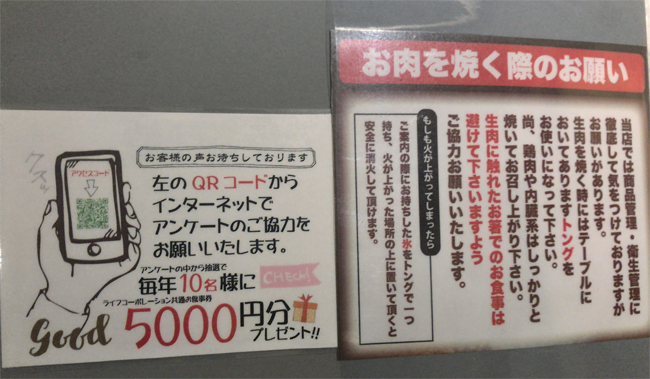 お客様の声お待ちしております
アクセスコード
左の QR コードから
インターネットで
アンケートのご協力を
お願いいたします。
アンケートの中から抽選で
毎年10名様に
CHECK!
ライフコーポレーション共通お食事券
Good
5000円分
プレゼント!!
お肉を焼く際のお願い
当店では商品管理・衛生管理に
徹底して気をつけておりますが
お願いがあります。
生肉を焼く時にはテーブルに
おいてありますトングを
お使いになって下さい。
尚、鶏肉や内臓系はしっかりと
焼いてお召し上がり下さい。
生肉に触れたお箸でのお食事は
避けて下さいますよう
ご協力お願いいたします。
もしも火が上がってしまったら
ご案内の際にお持ちした氷をトングで一つ
持ち、火が上がった場所の上に置いて頂くと
安全に消火して頂けます。